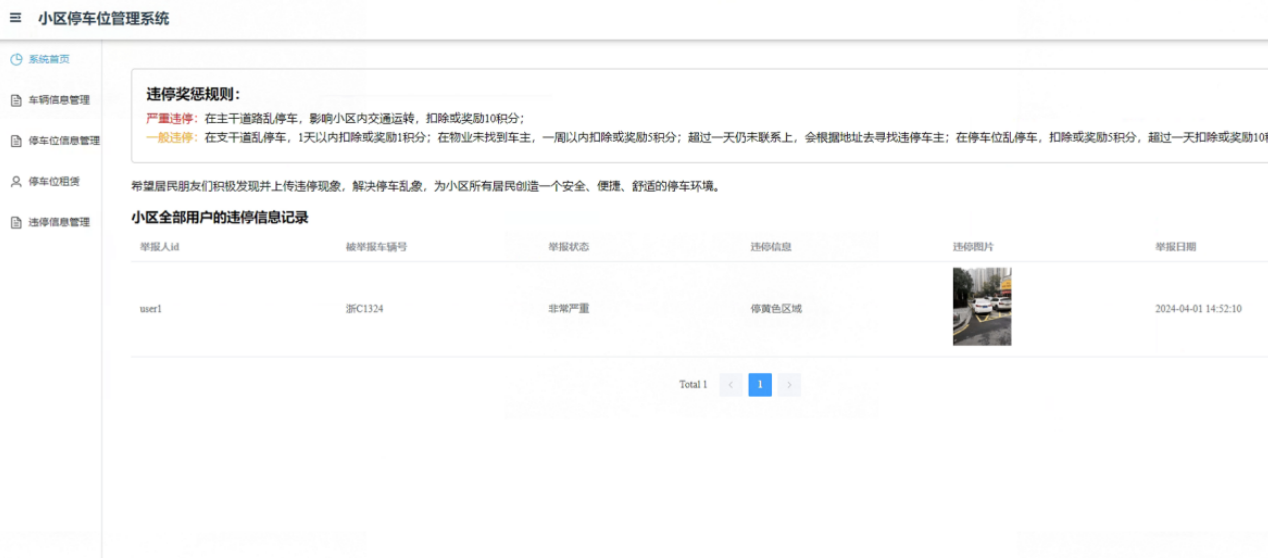 小区停车位管理系统
系统首页
车辆信息管理
停车位信息管理
停车位租赁
违停信息管理
违停奖惩规则：
严重违停：在主干道路乱停车，影响小区内交通运转，扣除或奖励10积分；
一般违停：在支干道乱停车，1天以内扣除或奖励1积分；在物业未找到车主，一周以内扣除或奖励5积分；超过一天仍未联系上，会根据地址去寻找违停车主；在停车位乱停车，扣除或奖励5积分，超过一天扣除或奖励10
希望居民朋友们积极发现并上传违停现象，解决停车乱象，为小区所有居民创造一个安全、便捷、舒适的停车环境。
小区全部用户的违停信息记录
举报人id 被举报车辆号 举报状态 违停信息 违停图片 举报日期
user1 浙C1324 非常严重 停黄色区域 2024-04-01 14:52:10
Total 1 < 1 >